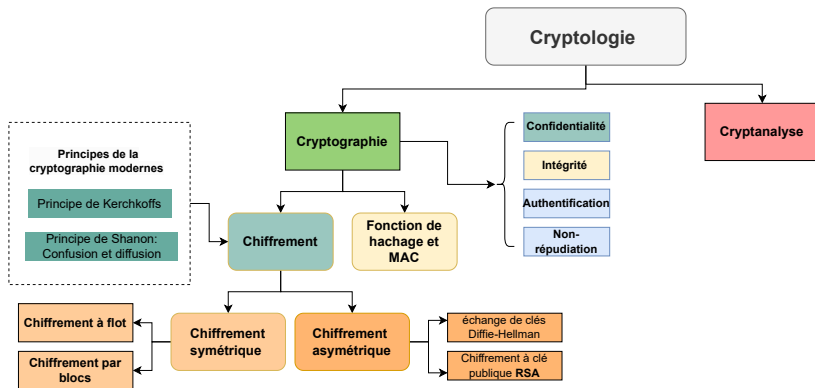 Cryptologie
Cryptographie
Cryptanalyse
Confidentialité
Intégrité
Authentification
Non-
répudiation
Principes de la
cryptographie modernes
Principe de Kerchkoffs
Principe de Shanon:
Confusion et diffusion
Chiffrement
Fonction de
hachage et
MAC
Chiffrement à flot
Chiffrement par
blocs
Chiffrement
symétrique
Chiffrement
asymétrique
échange de clés
Diffie-Hellman
Chiffrement à clé
publique RSA